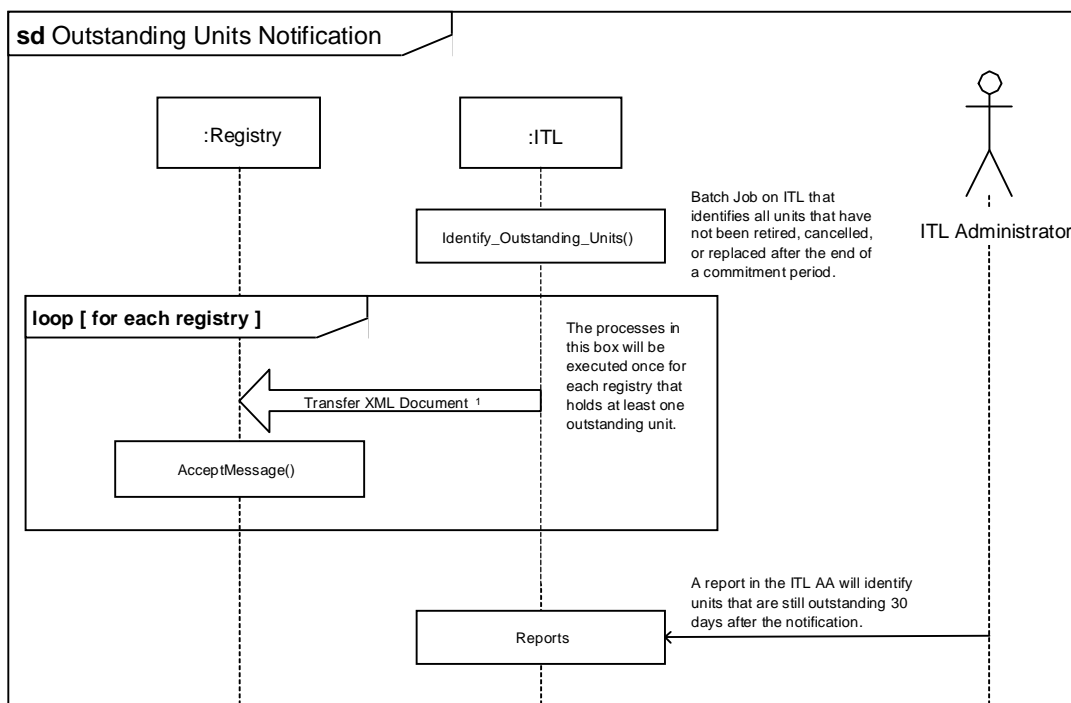 sd Outstanding Units Notification
:Registry
:ITL
Identify_Outstanding_Units()
Batch Job on ITL that
identifies all units that have
not been retired, cancelled,
or replaced after the end of
a commitment period.
ITL Administrator
loop [ for each registry ]
The processes in
this box will be
executed once for
each registry that
holds at least one
outstanding unit.
Transfer XML Document 1
AcceptMessage()
A report in the ITL AA will identify
units that are still outstanding 30
days after the notification.
Reports